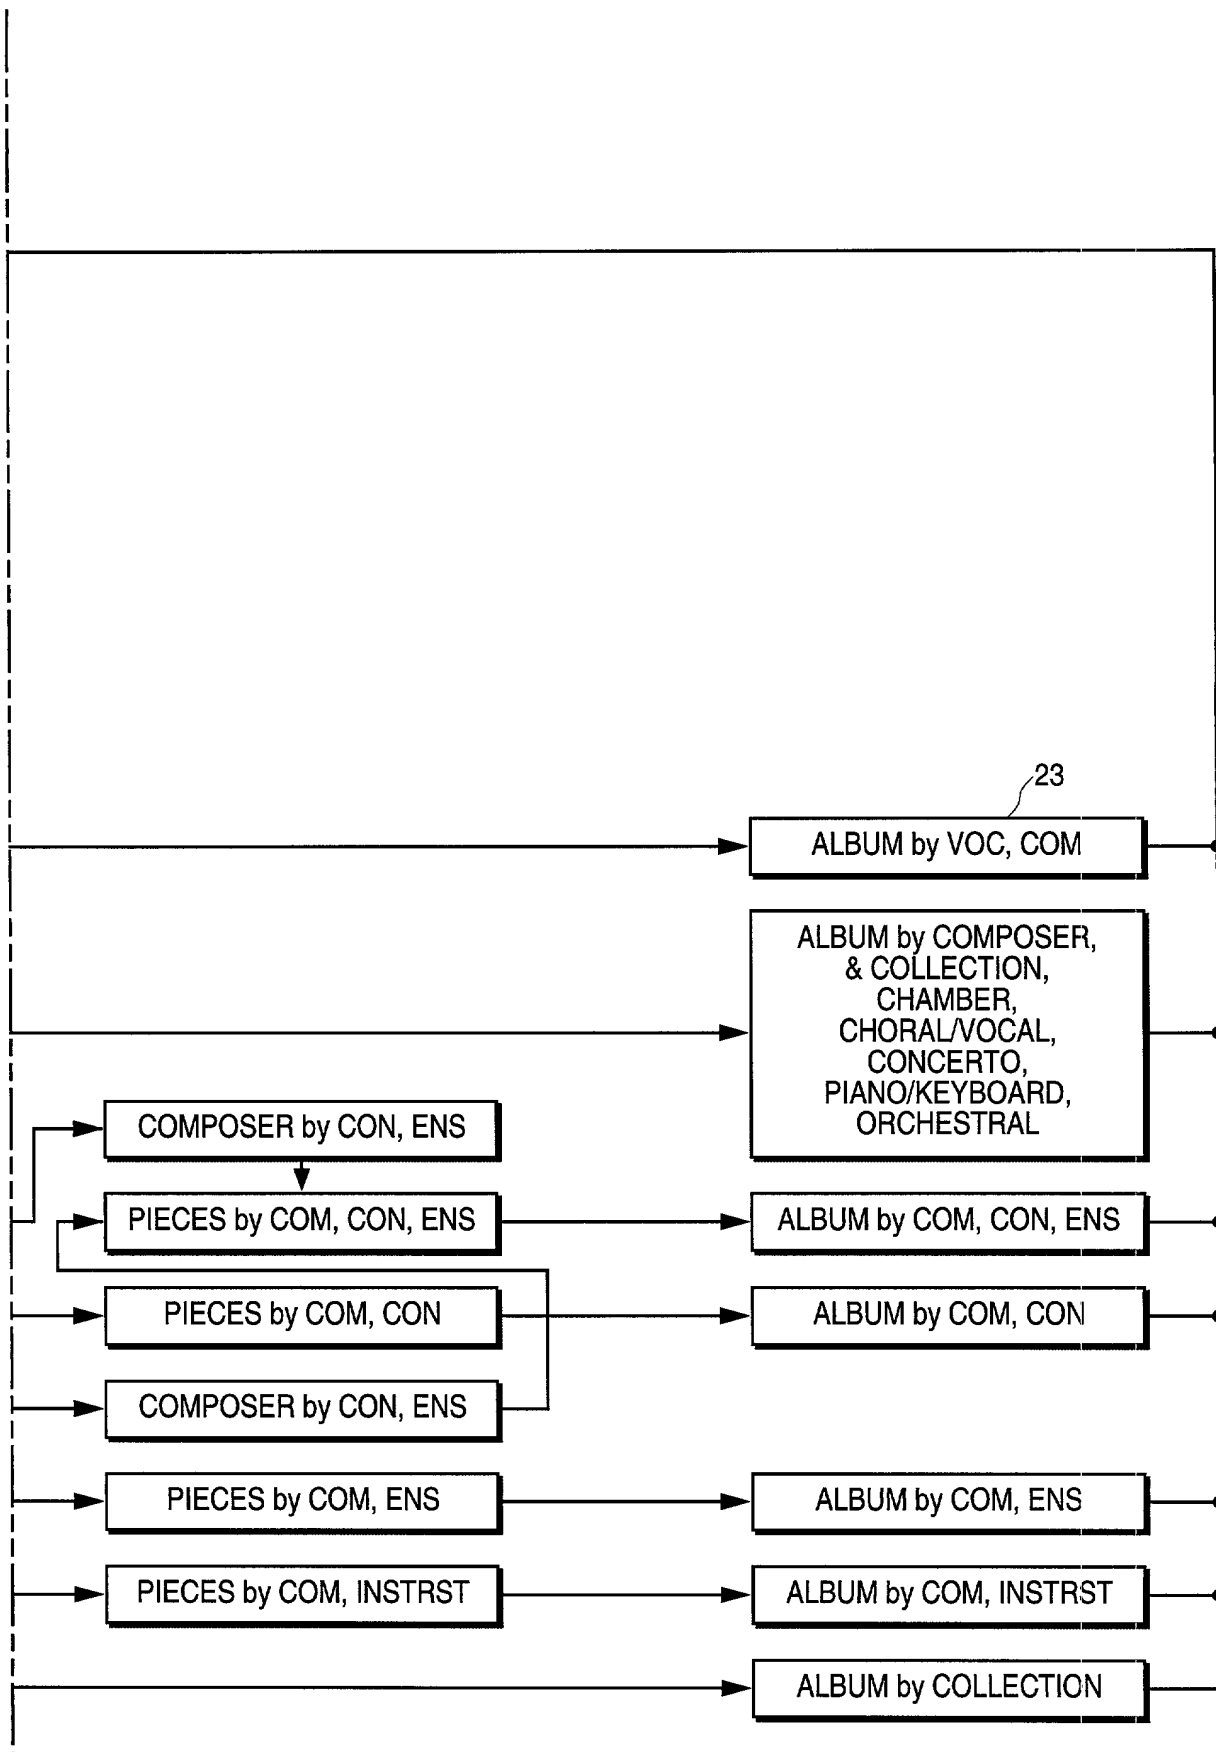 23
ALBUM by VOC, COM
ALBUM by COMPOSER,
& COLLECTION,
CHAMBER,
CHORAL/VOCAL,
CONCERTO,
PIANO/KEYBOARD,
ORCHESTRAL
COMPOSER by CON, ENS
PIECES by COM, CON, ENS
ALBUM by COM, CON, ENS
PIECES by COM, CON
ALBUM by COM, CON
COMPOSER by CON, ENS
PIECES by COM, ENS
ALBUM by COM, ENS
PIECES by COM, INSTRST
ALBUM by COM, INSTRST
ALBUM by COLLECTION